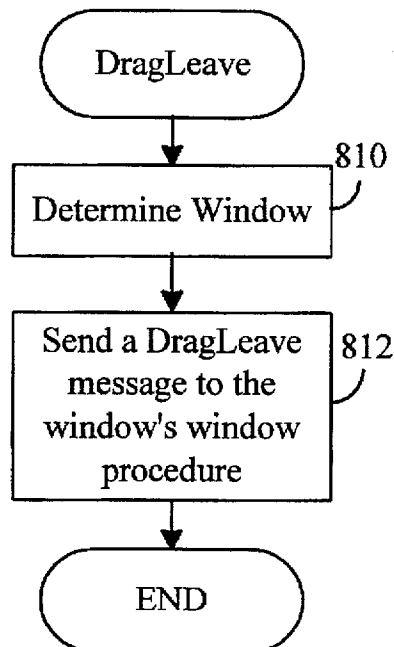 DragLeave
810
Determine Window
Send a DragLeave
812
message to the
window's window
procedure
END